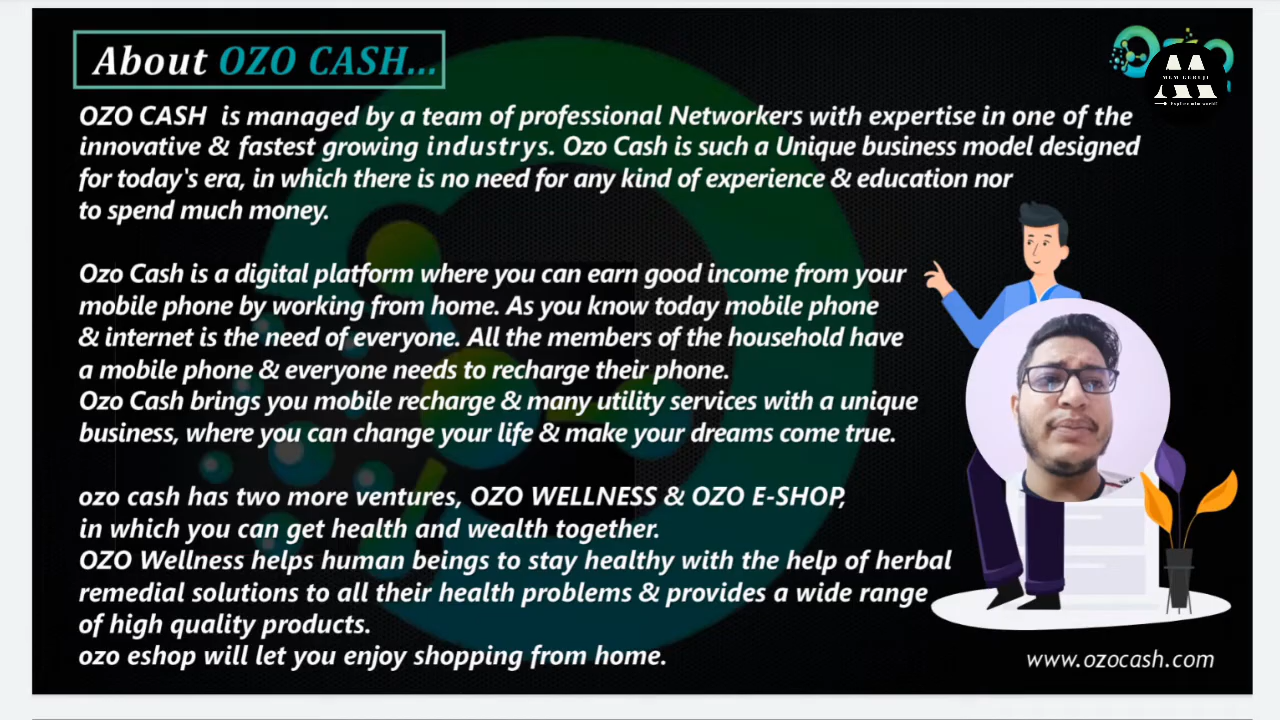 About OZO CASH...
OZO CASH is managed by a team of professional Networkers with expertise in one of the
innovative & fastest growing industrys. Ozo Cash is such a Unique business model designed
for today's era, in which there is no need for any kind of experience & education nor
to spend much money.
Ozo Cash is a digital platform where you can earn good income from your
mobile phone by working from home. As you know today mobile phone
& internet is the need of everyone. All the members of the household have
a mobile phone & everyone needs to recharge their phone.
Ozo Cash brings you mobile recharge & many utility services with a unique
business, where you can change your life & make your dreams come true.
ozo cash has two more ventures, OZO WELLNESS & OZO E-SHOP,
in which you can get health and wealth together.
OZO Wellness helps human beings to stay healthy with the help of herbal
remedial solutions to all their health problems & provides a wide range
of high quality products.
ozo eshop will let you enjoy shopping from home.
www.ozocash.com
MLM GURUJI
Explore mlm world!